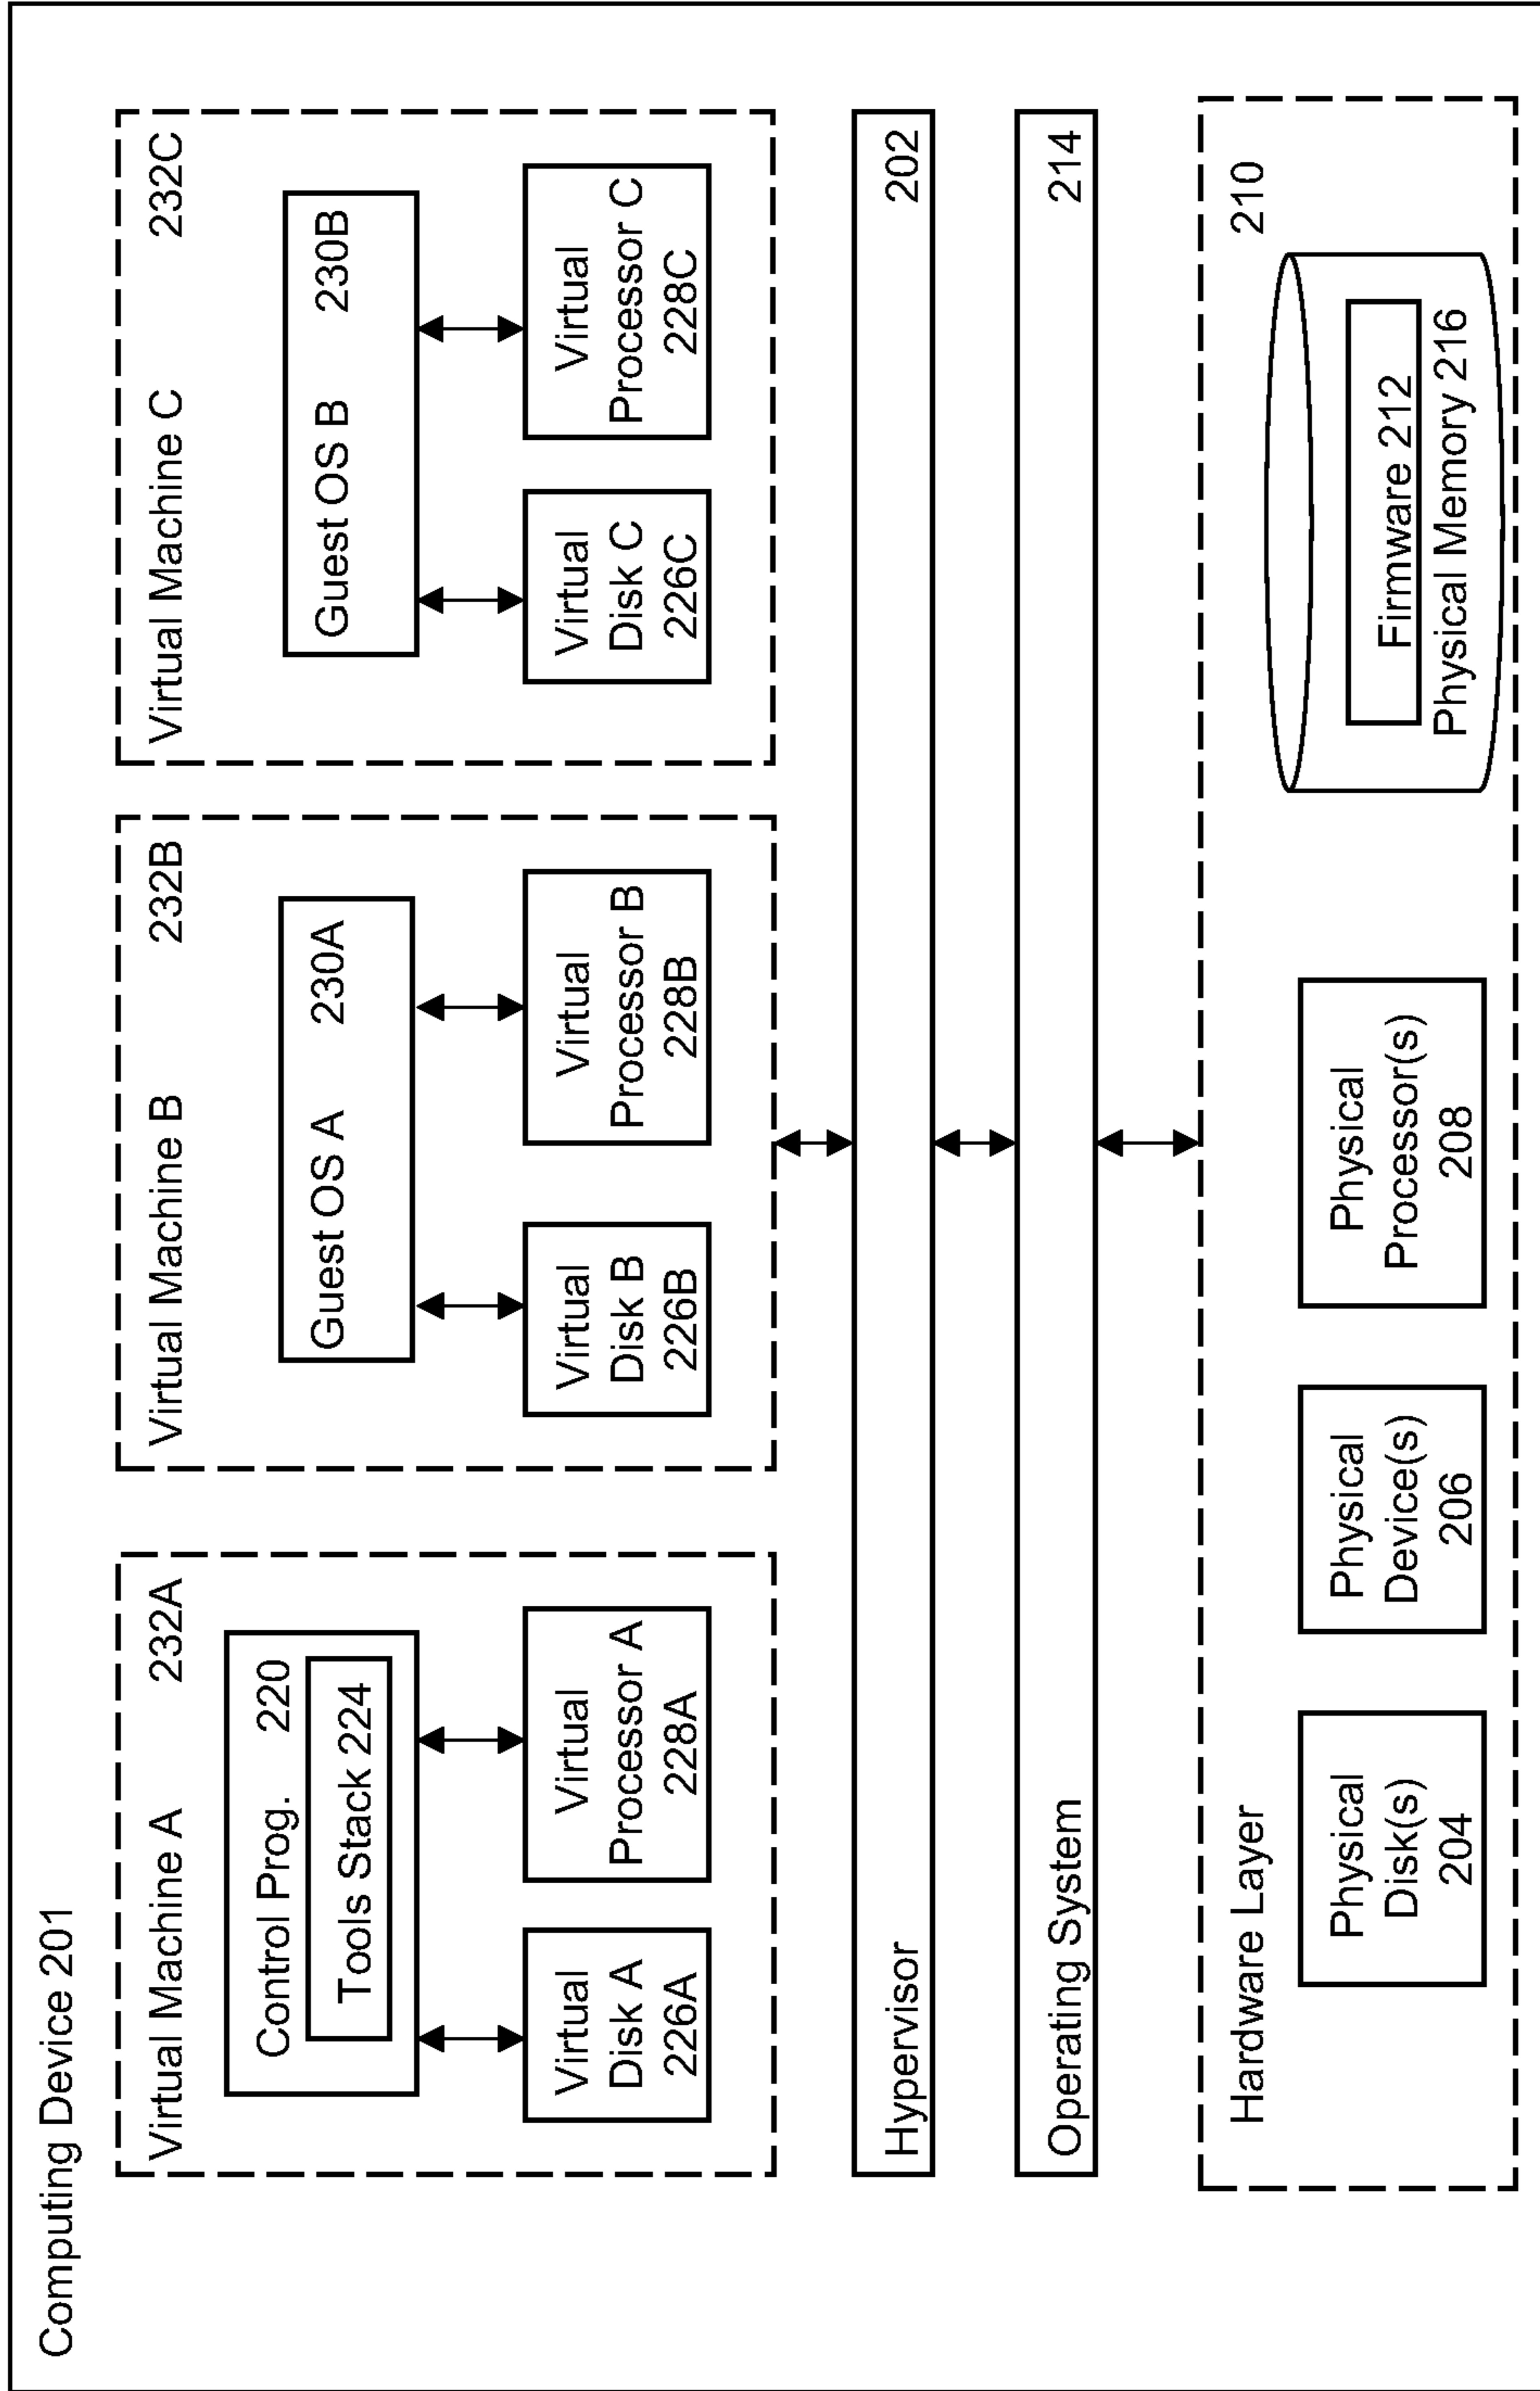 Computing Device 201
Virtual Machine A 232A
Control Prog. 220
Tools Stack 224
Virtual
Disk A
226A
Virtual
Processor A
228A
Virtual Machine B 232B
Guest OS A 230A
Virtual
Disk B
226B
Virtual
Processor B
228B
Virtual Machine C 232C
Guest OS B 230B
Virtual
Disk C
226C
Virtual
Processor C
228C
Hypervisor 202
Operating System 214
Hardware Layer 210
Physical
Disk(s)
204
Physical
Device(s)
206
Physical
Processor(s)
208
Firmware 212
Physical Memory 216